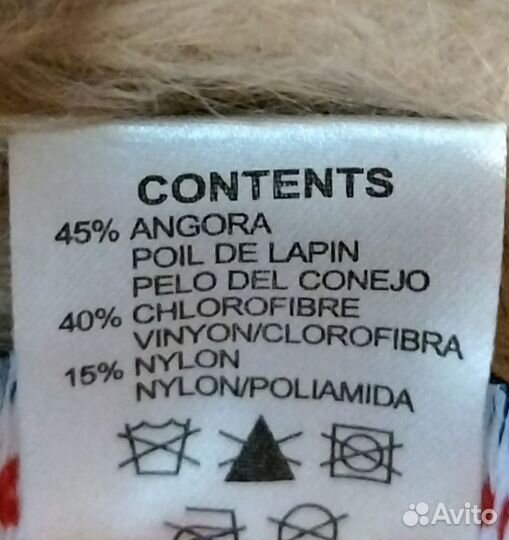 CONTENTS
45% ANGORA
POIL DE LAPIN
PELO DEL CONEJO
40% CHLOROFIBRE
VINYON/CLOROFIBRA
15% NYLON
NYLON/POLIAMIDA
Avito